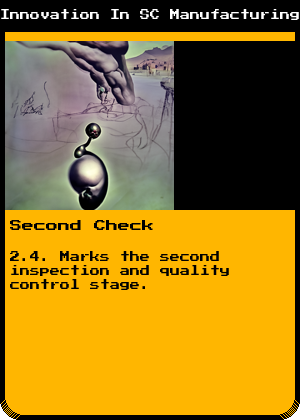 Innovation In SC Manufacturing
Second Check
2.4. Marks the second
inspection and quality
control stage.